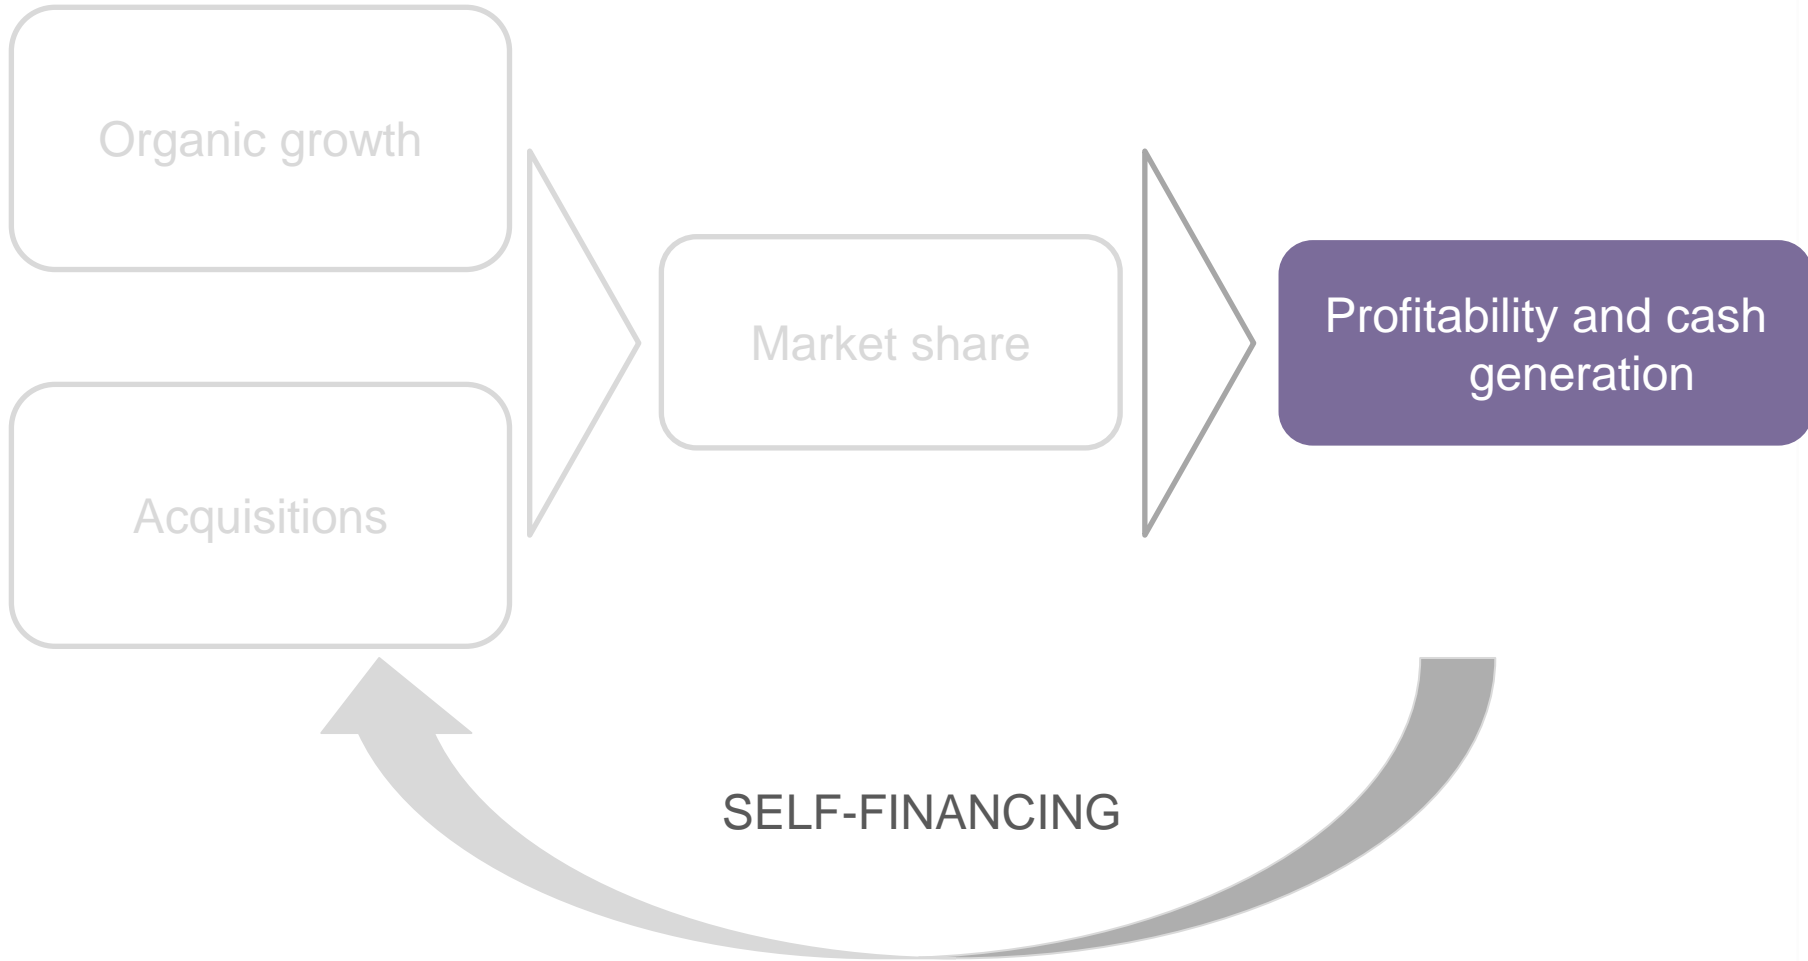 Organic growth
Acquisitions
Market share
Profitability and cash
generation
SELF-FINANCING